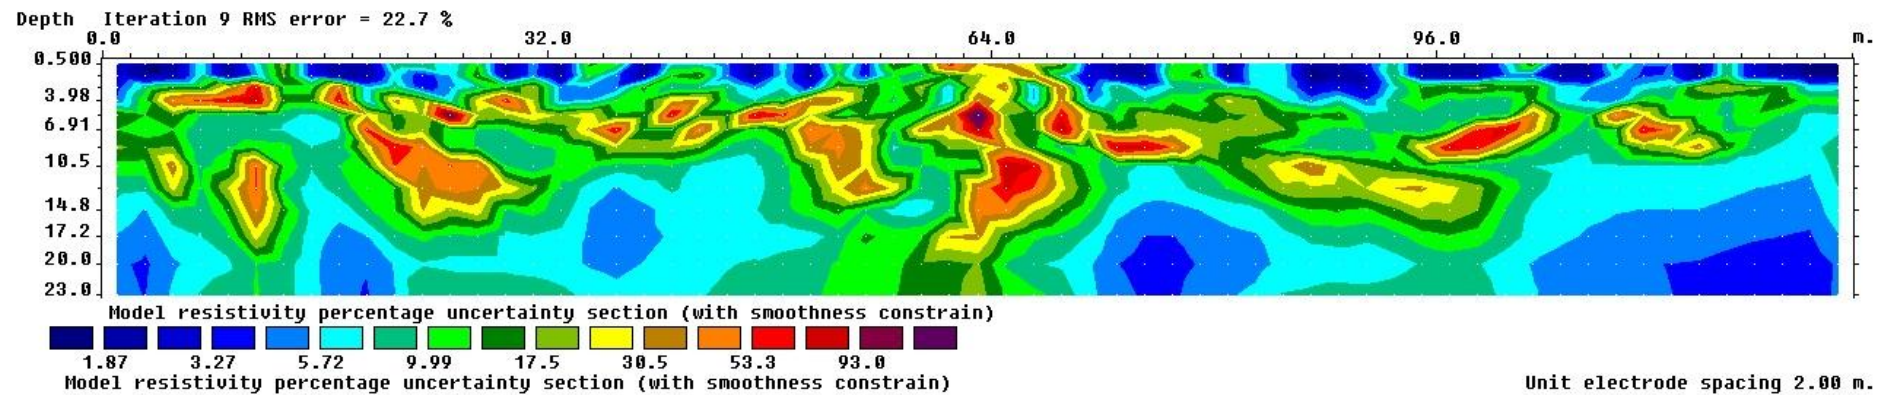 Depth Iteration 9 RMS error = 22.7 %
0.0 32.0 64.0 96.0 m.
0.500
3.98
6.91
10.5
14.8
17.2
20.0
23.0
Model resistivity percentage uncertainty section (with smoothness constrain)
1.87 3.27 5.72 9.99 17.5 30.5 53.3 93.0
Model resistivity percentage uncertainty section (with smoothness constrain)
Unit electrode spacing 2.00 m.